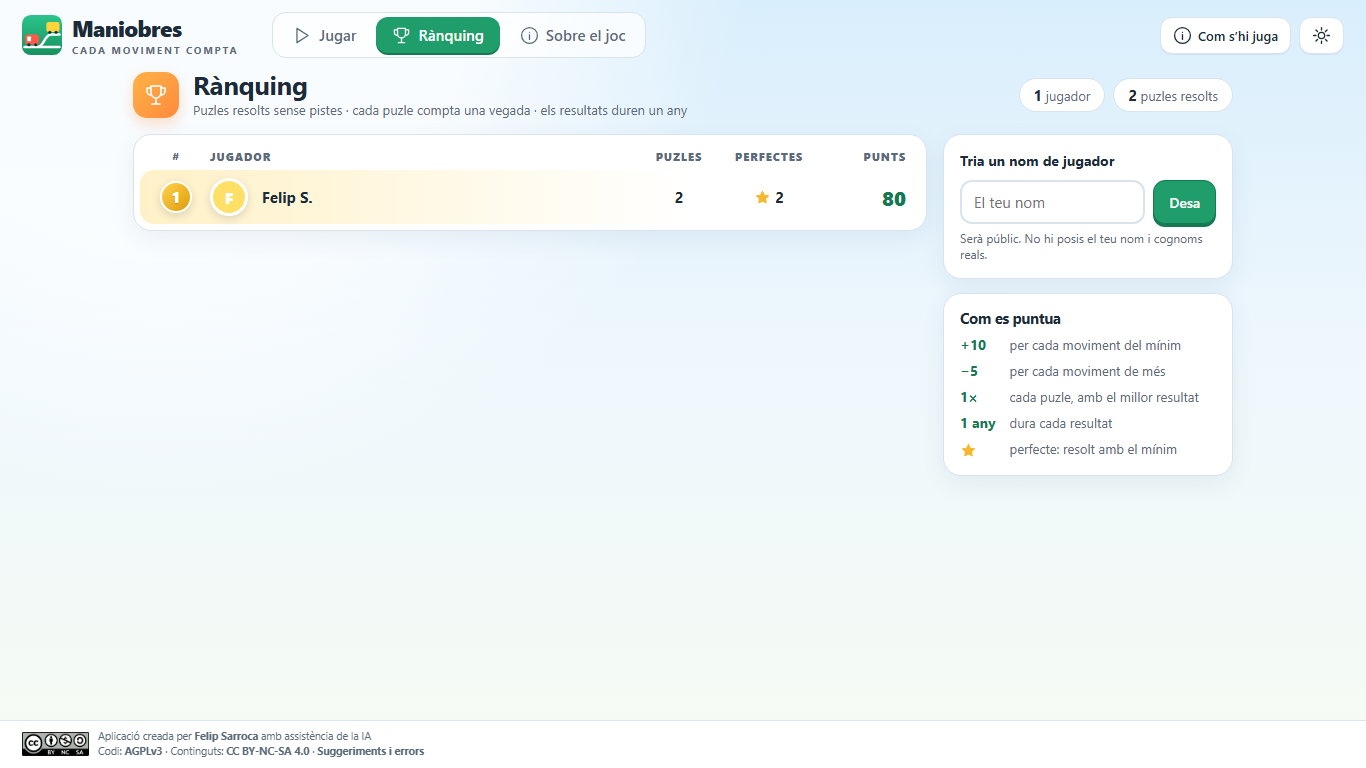 Maniobres
CADA MOVIMENT COMPTA
Jugar
Rànquing
Sobre el joc
Com s'hi juga
Rànquing
Puzles resolts sense pistes · cada puzle compta una vegada · els resultats duren un any
1 jugador
2 puzles resolts
# JUGADOR PUZLES PERFECTES PUNTS
1 F Felip S. 2 2 80
Tria un nom de jugador
El teu nom
Desa
Serà públic. No hi posis el teu nom i cognoms
reals.
Com es puntua
+10 per cada moviment del mínim
−5 per cada moviment de més
1× cada puzle, amb el millor resultat
1 any dura cada resultat
perfecte: resolt amb el mínim
cc BY NC SA
Aplicació creada per Felip Sarroca amb assistència de la IA
Codi: AGPLv3 · Continguts: CC BY-NC-SA 4.0 · Suggeriments i errors